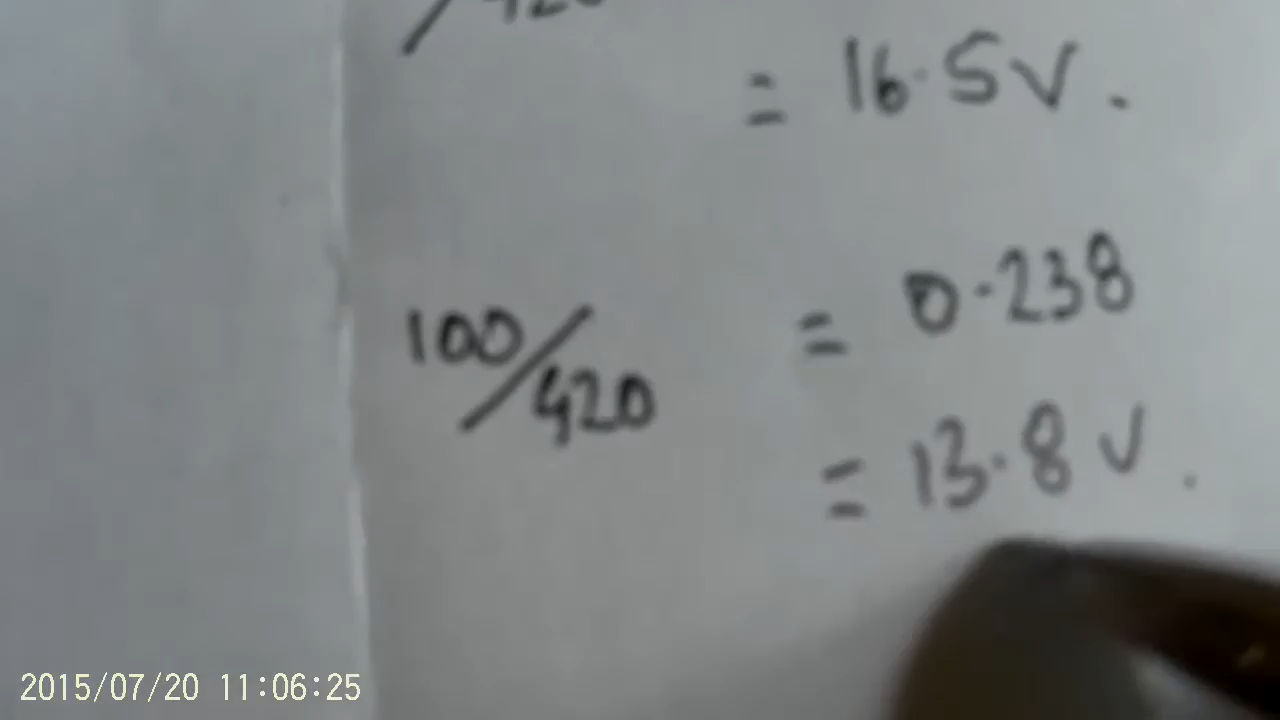 = 16.5V.
100/420 = 0.238
= 13.8V.
2015/07/20 11:06:25